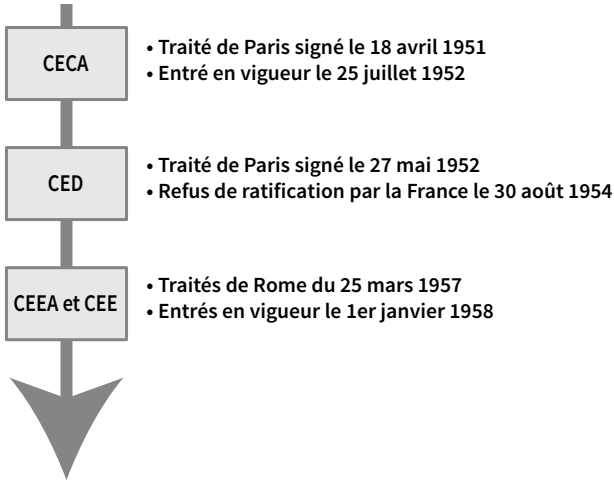 CECA
• Traité de Paris signé le 18 avril 1951
• Entré en vigueur le 25 juillet 1952
CED
• Traité de Paris signé le 27 mai 1952
• Refus de ratification par la France le 30 août 1954
CEEA et CEE
• Traités de Rome du 25 mars 1957
• Entrés en vigueur le 1er janvier 1958